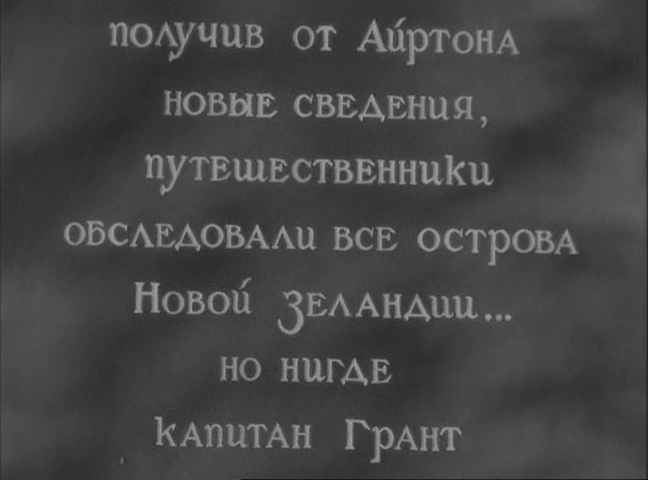 получив от Айртона
новые сведения,
путешественники
обследовали все острова
Новой Зеландии...
но нигде
капитан Грант